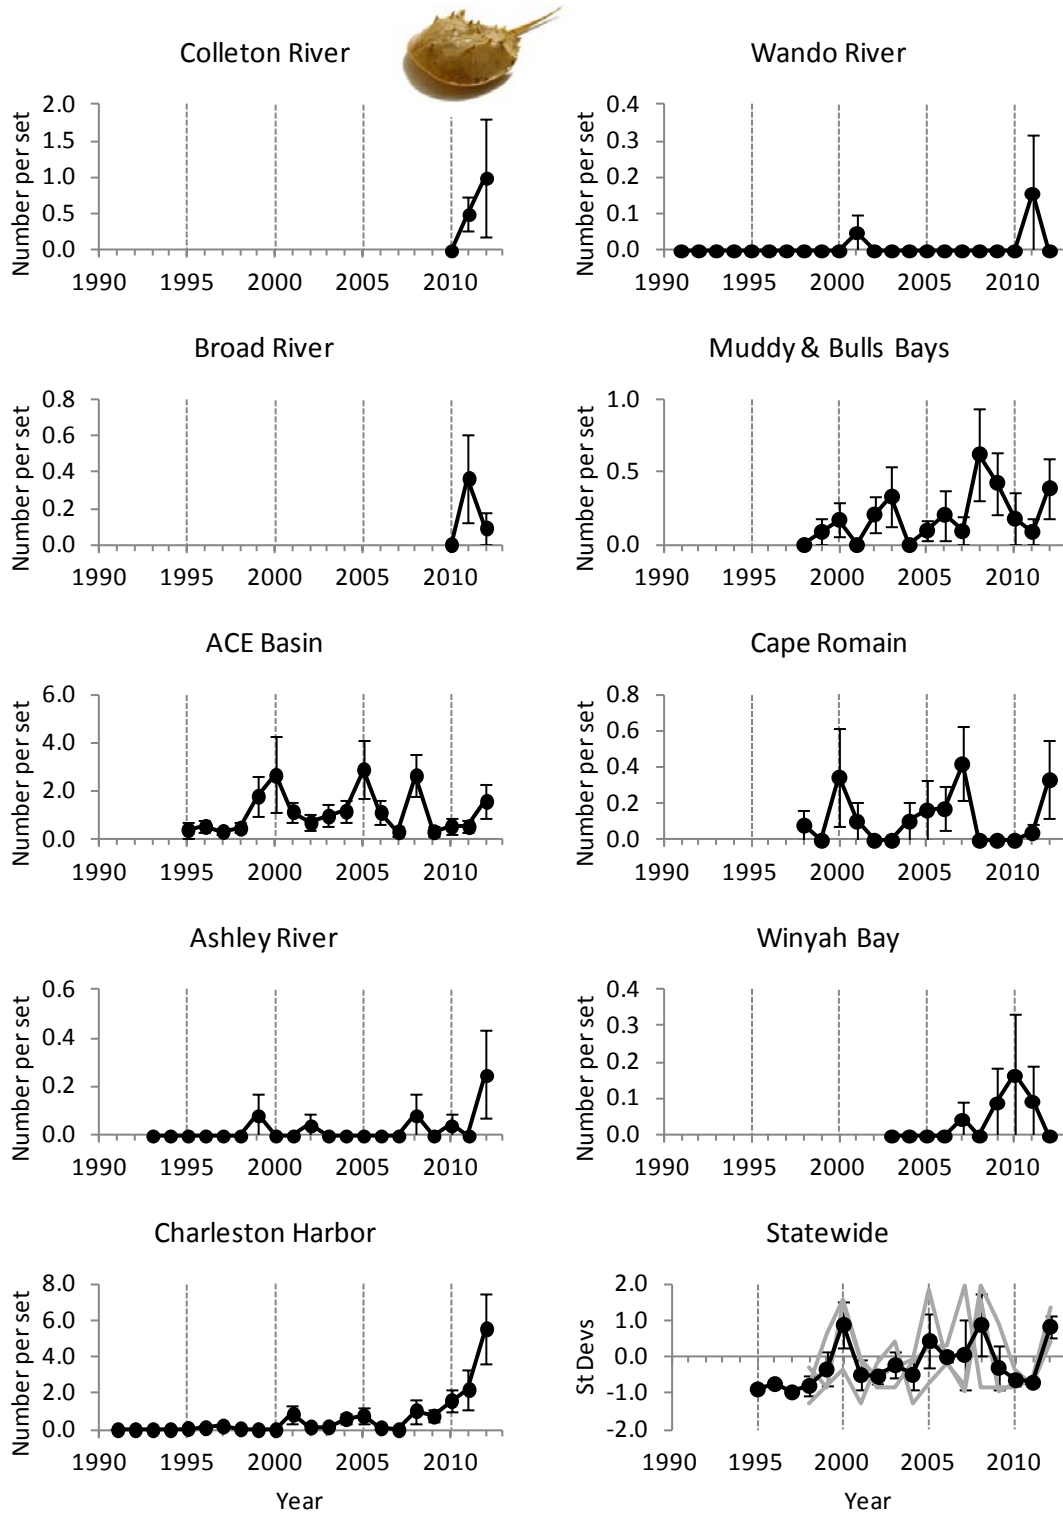 Colleton River
Number per set
2.0
1.5
1.0
0.5
0.0
1990 1995 2000 2005 2010
Wando River
Number per set
0.4
0.3
0.2
0.1
0.0
1990 1995 2000 2005 2010
Broad River
Number per set
0.8
0.6
0.4
0.2
0.0
1990 1995 2000 2005 2010
Muddy & Bulls Bays
Number per set
1.0
0.5
0.0
1990 1995 2000 2005 2010
ACE Basin
Number per set
6.0
4.0
2.0
0.0
1990 1995 2000 2005 2010
Cape Romain
Number per set
0.8
0.6
0.4
0.2
0.0
1990 1995 2000 2005 2010
Ashley River
Number per set
0.6
0.4
0.2
0.0
1990 1995 2000 2005 2010
Winyah Bay
Number per set
0.4
0.3
0.2
0.1
0.0
1990 1995 2000 2005 2010
Charleston Harbor
Number per set
8.0
6.0
4.0
2.0
0.0
1990 1995 2000 2005 2010
Year
Statewide
St Devs
2.0
1.0
0.0
-1.0
-2.0
1990 1995 2000 2005 2010
Year